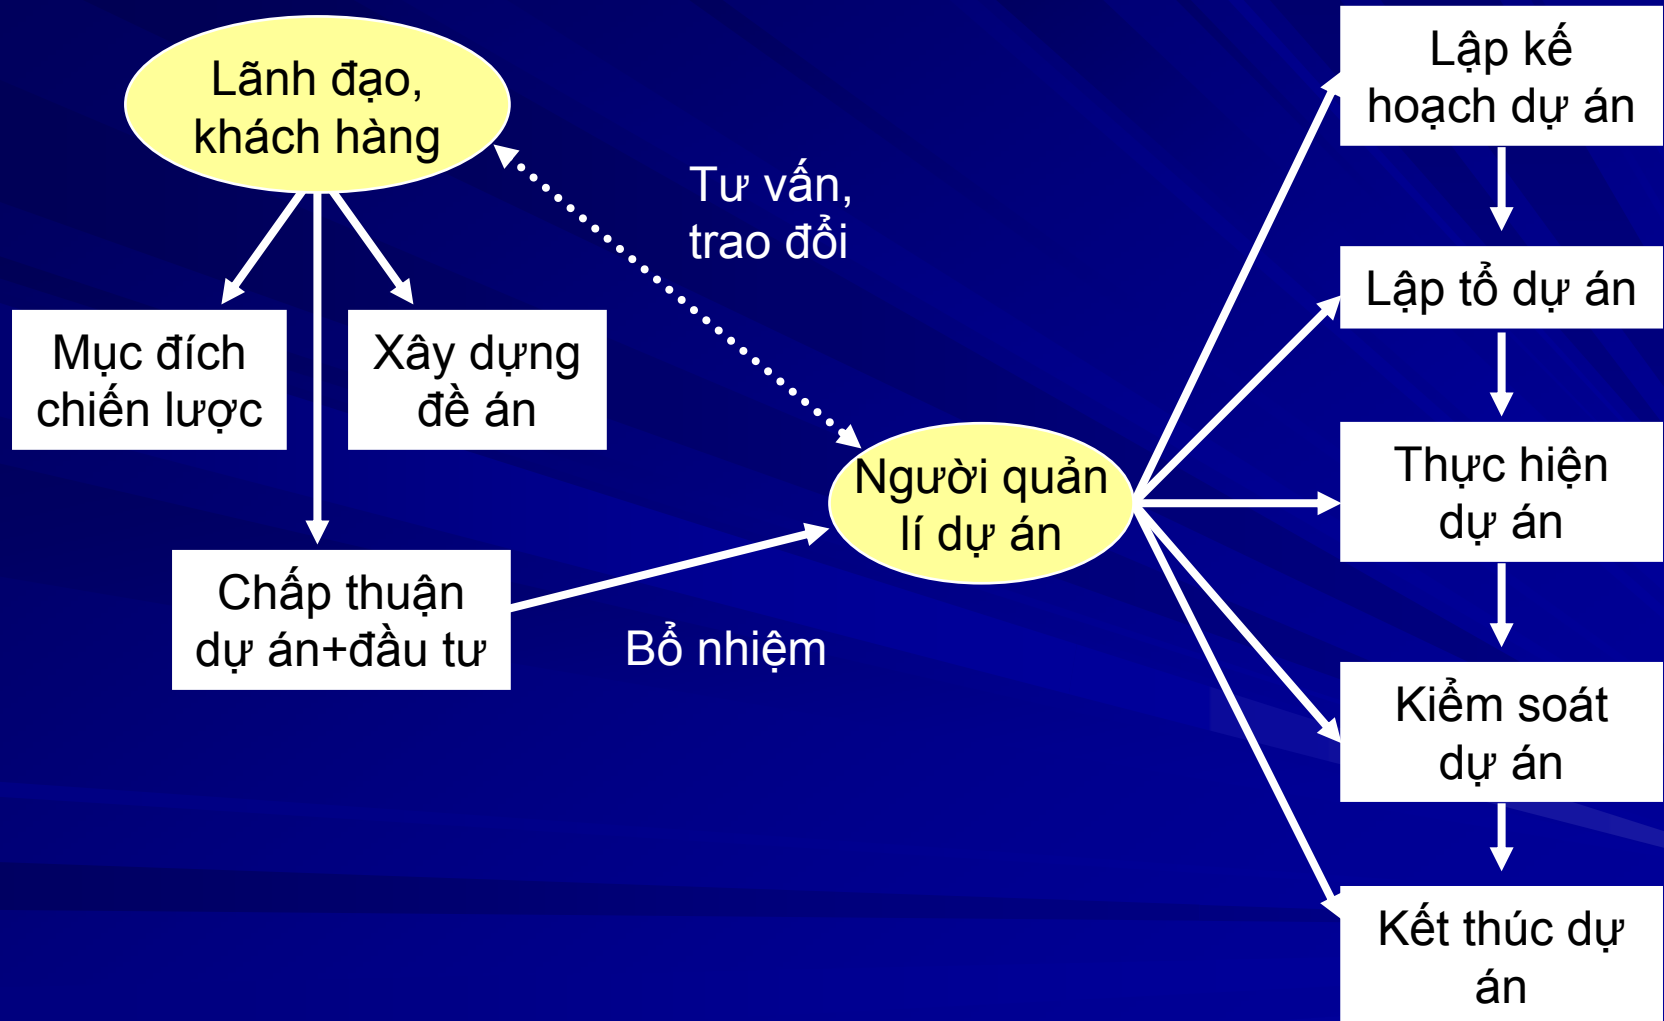 Lãnh đạo,
khách hàng
Tư vấn,
trao đổi
Mục đích
chiến lược
Xây dựng
đề án
Chấp thuận
dự án+đầu tư
Bổ nhiệm
Người quản
lí dự án
Lập kế
hoạch dự án
Lập tổ dự án
Thực hiện
dự án
Kiểm soát
dự án
Kết thúc dự
án